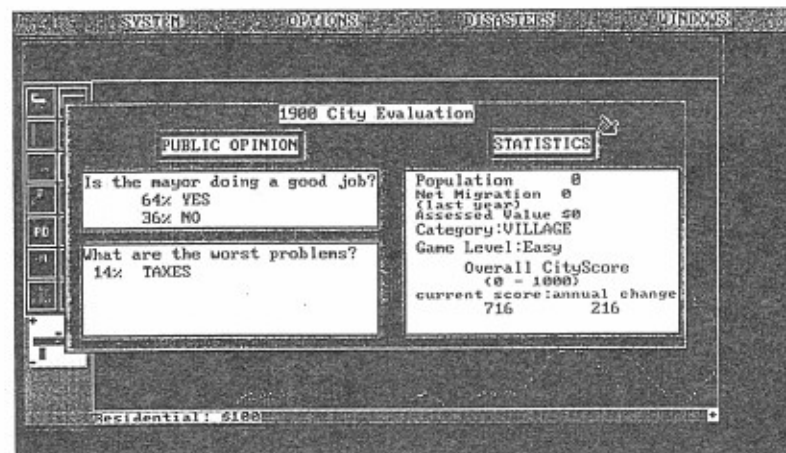 SYSTEM OPTIONS DISASTERS WINDOWS
1900 City Evaluation
PUBLIC OPINION
Is the mayor doing a good job?
64% YES
36% NO
What are the worst problems?
14% TAXES
STATISTICS
Population 0
Net Migration 0
(last year)
Assessed Value $0
Category:VILLAGE
Game Level:Easy
Overall CityScore
(0 - 1000)
current score:annual change
716 216
PD
Residential: $100